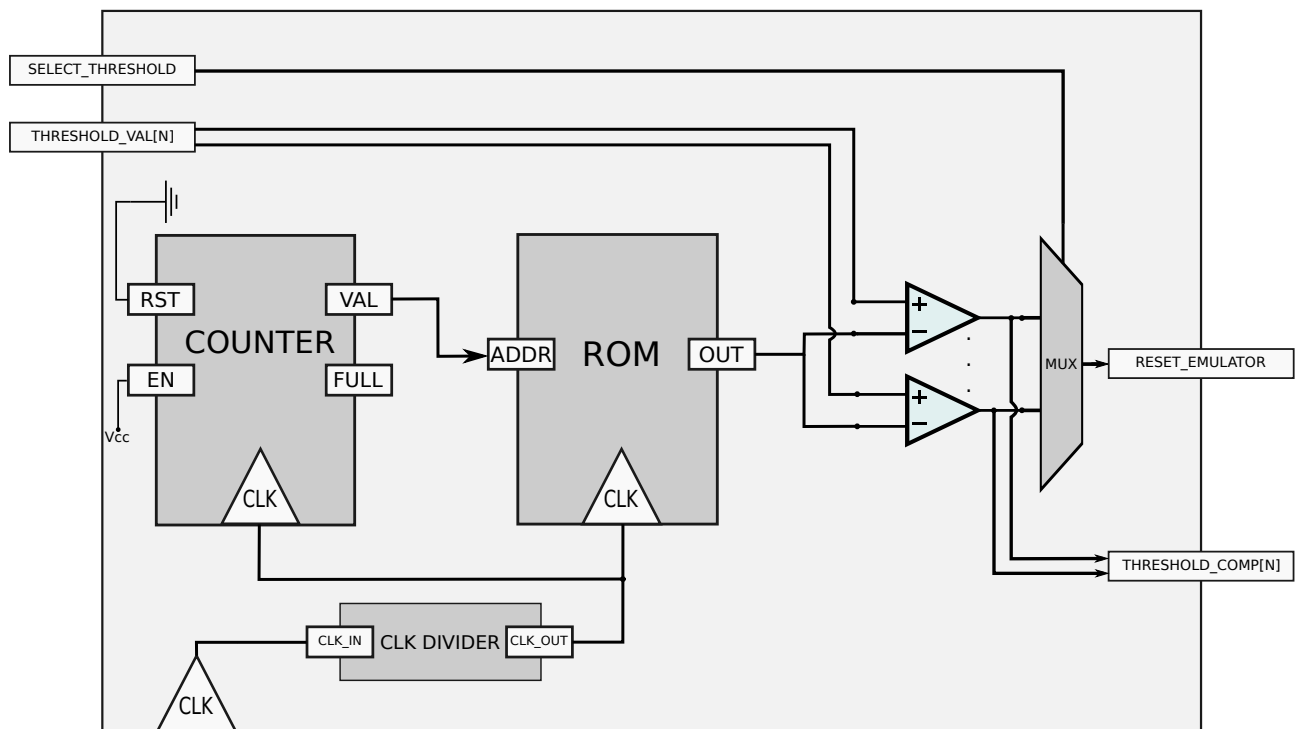 SELECT_THRESHOLD
THRESHOLD_VAL[N]
RST
VAL
COUNTER
EN
FULL
Vcc
CLK
ADDR
ROM
OUT
CLK
+
−
+
−
MUX
RESET_EMULATOR
THRESHOLD_COMP[N]
CLK_IN
CLK DIVIDER
CLK_OUT
CLK